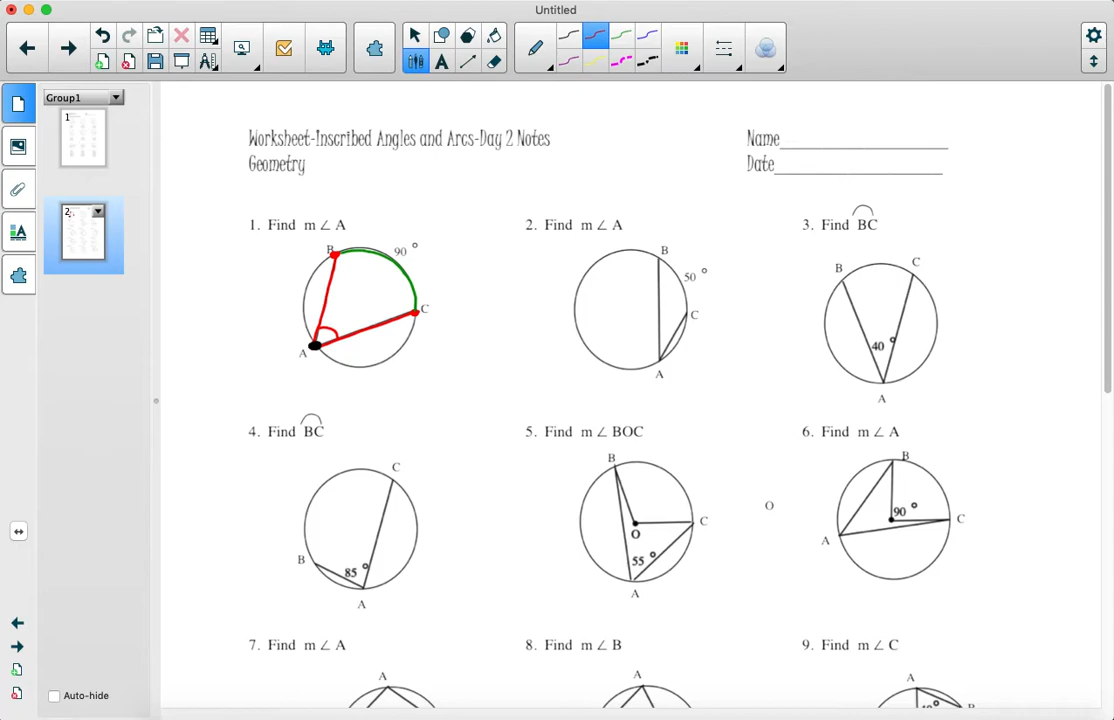 Untitled
Group1
1
2
Worksheet-Inscribed Angles and Arcs-Day 2 Notes
Name
Geometry
Date
1. Find m ∠ A
2. Find m ∠ A
3. Find BC
B
90 °
C
A
B
50 °
C
A
B
C
40 °
A
4. Find BC
5. Find m ∠ BOC
6. Find m ∠ A
C
B
85 °
A
B
C
O
55 °
A
O
B
90 °
C
A
7. Find m ∠ A
8. Find m ∠ B
9. Find m ∠ C
A
A
A
B
Auto-hide